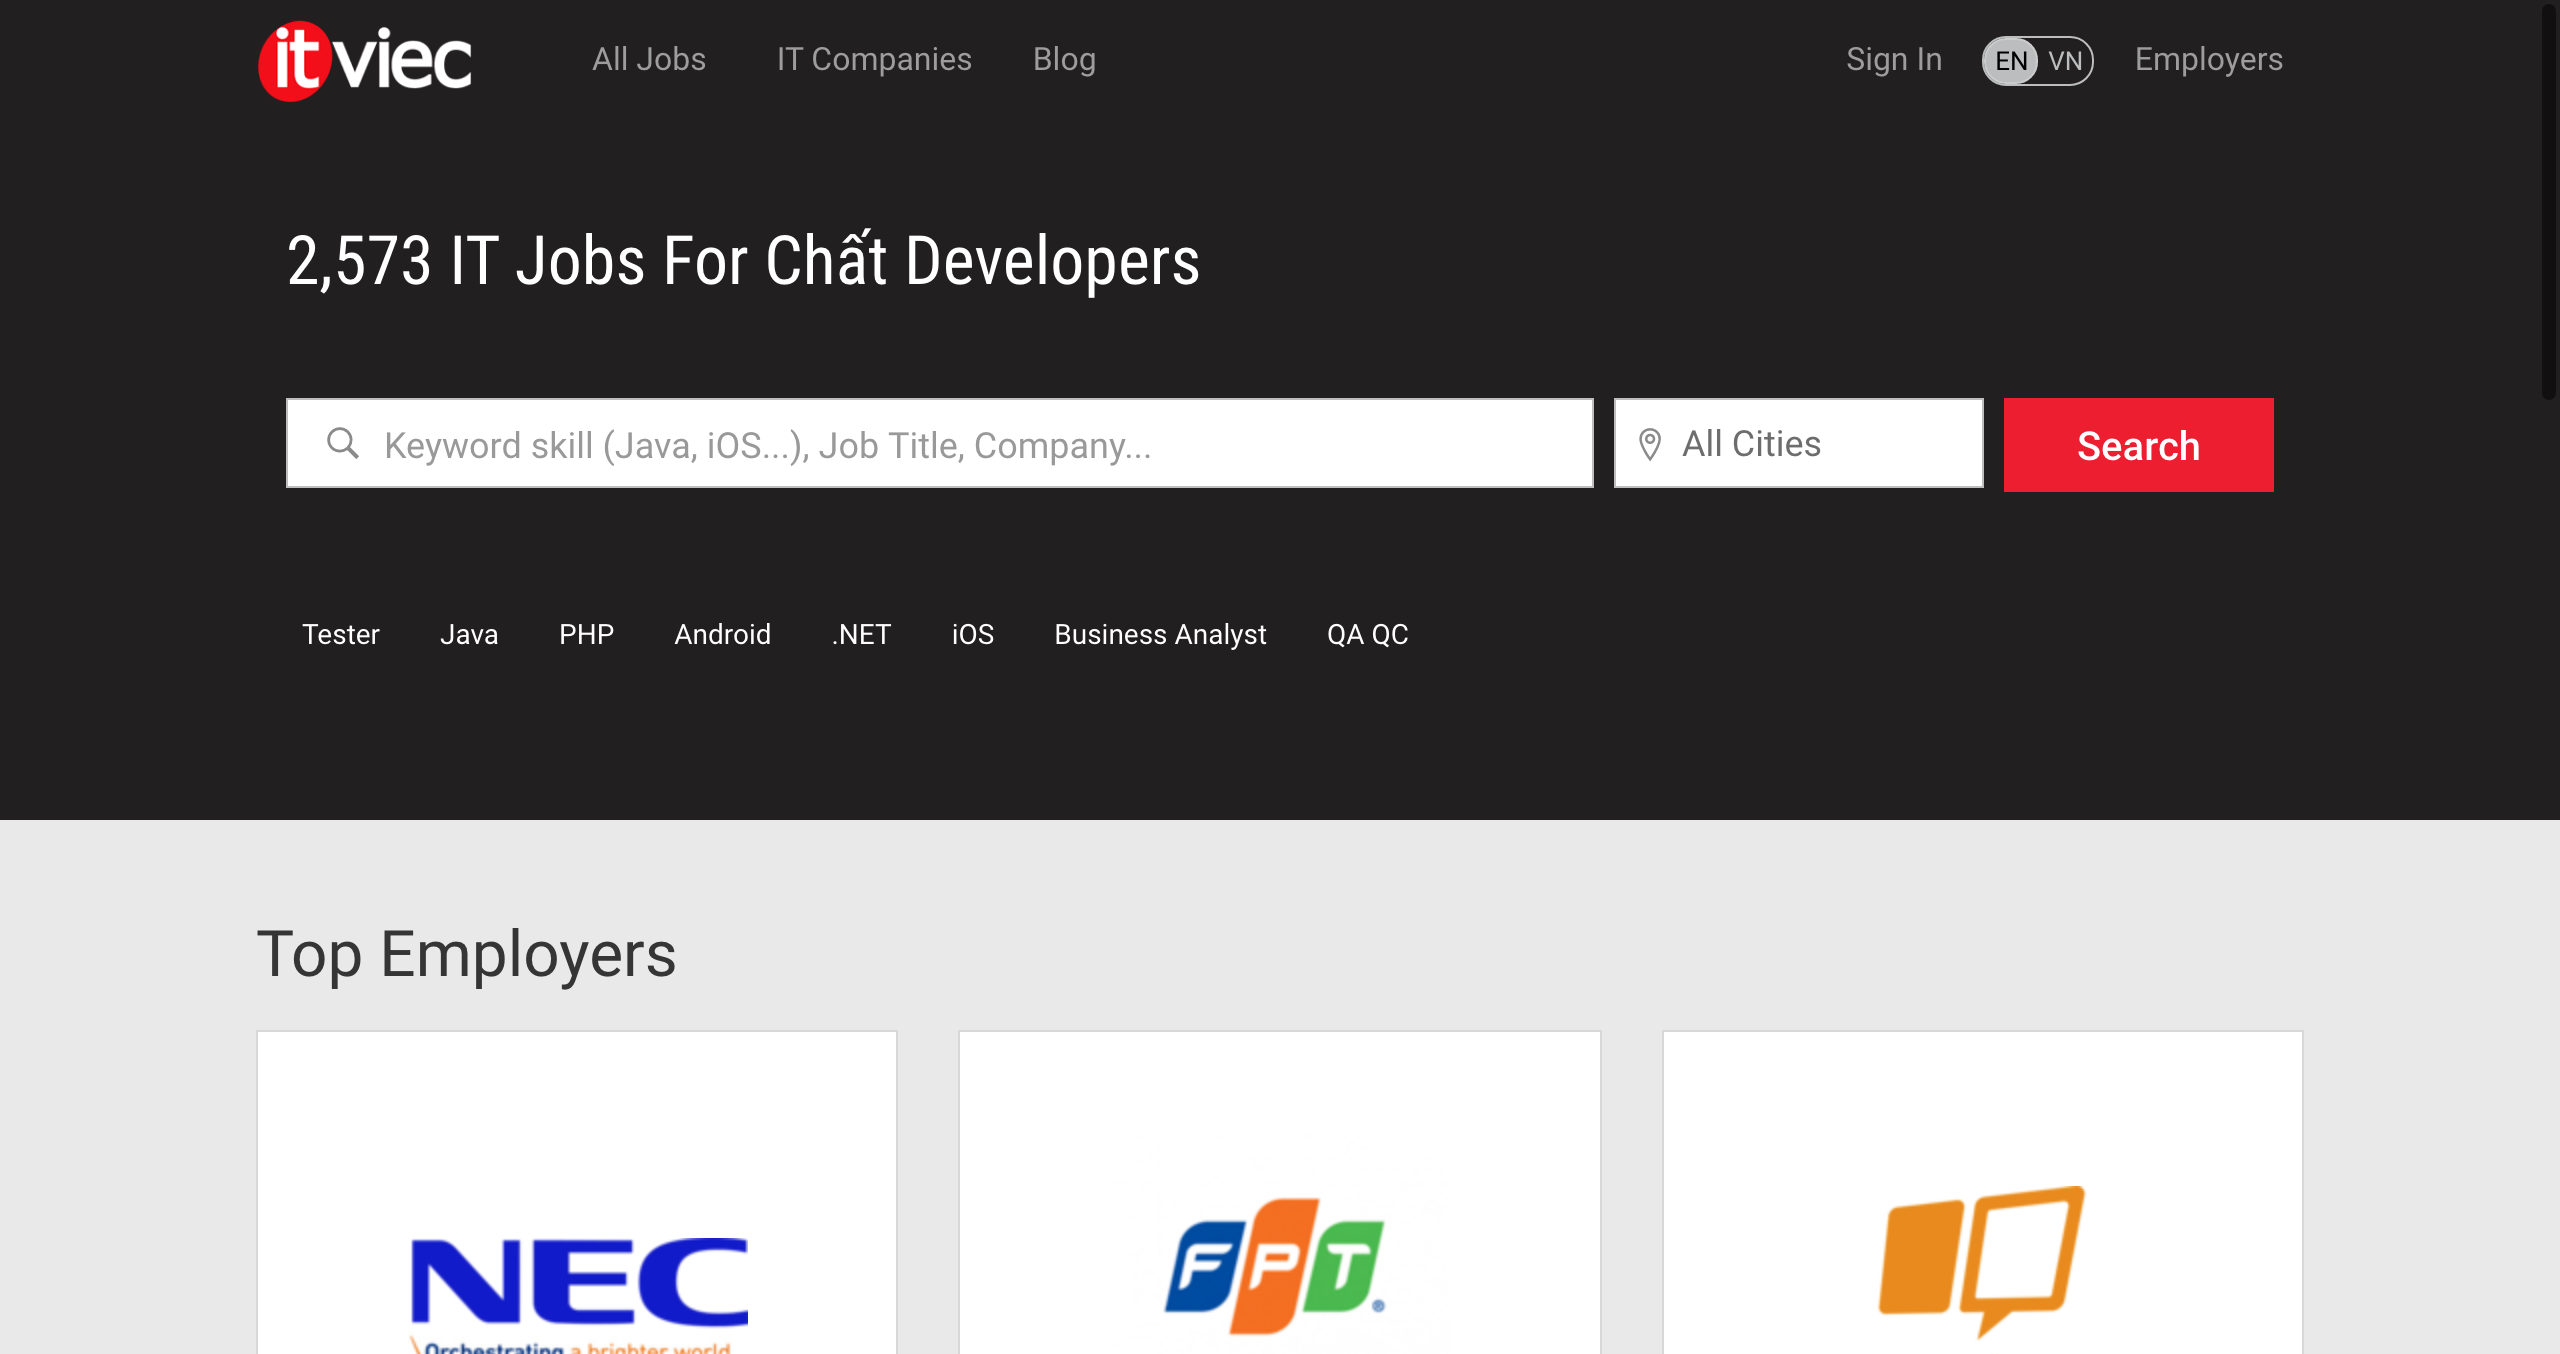 itviec All Jobs IT Companies Blog Sign In EN VN Employers
2,573 IT Jobs For Chất Developers
Keyword skill (Java, iOS...), Job Title, Company... All Cities Search
Tester Java PHP Android .NET iOS Business Analyst QA QC
Top Employers
NEC FPT®
Orchestrating a brighter world